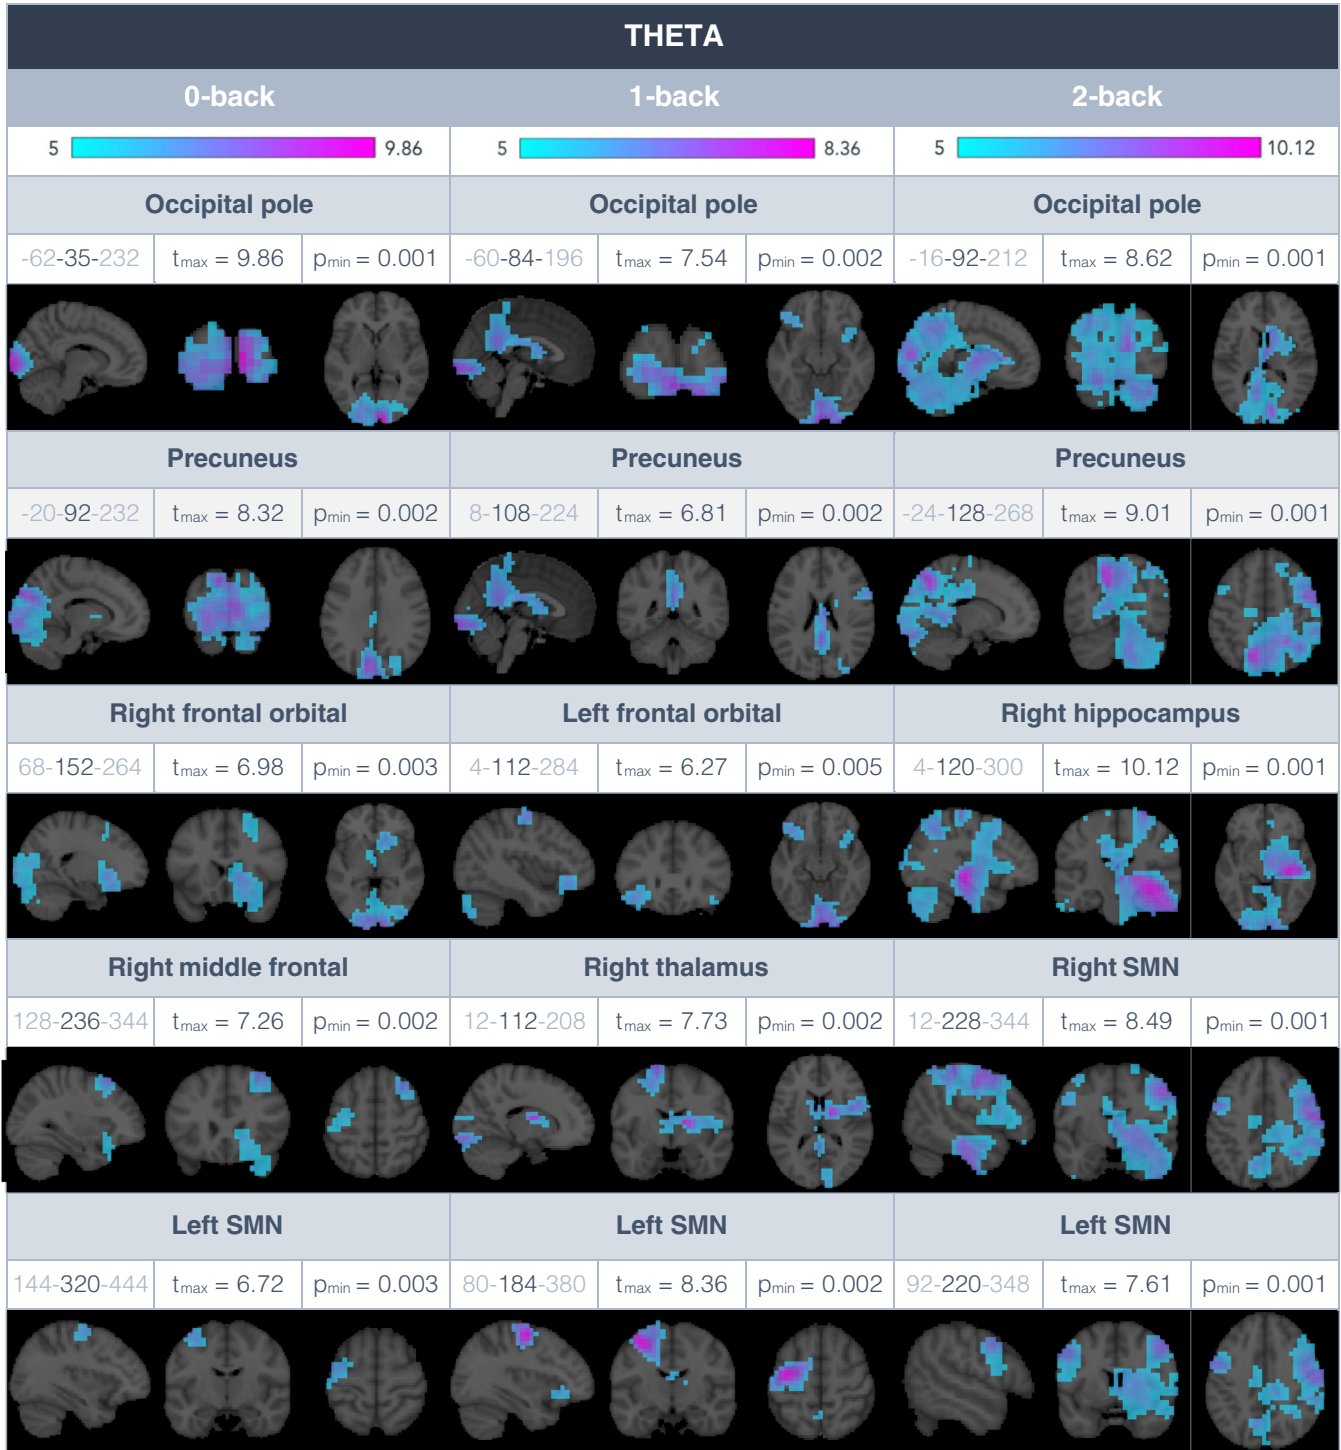 THETA
0-back 1-back 2-back
5 9.86 5 8.36 5 10.12
Occipital pole Occipital pole Occipital pole
-62-35-232 tmax = 9.86 pmin = 0.001 -60-84-196 tmax = 7.54 pmin = 0.002 -16-92-212 tmax = 8.62 pmin = 0.001
Precuneus Precuneus Precuneus
-20-92-232 tmax = 8.32 pmin = 0.002 8-108-224 tmax = 6.81 pmin = 0.002 -24-128-268 tmax = 9.01 pmin = 0.001
Right frontal orbital Left frontal orbital Right hippocampus
68-152-264 tmax = 6.98 pmin = 0.003 4-112-284 tmax = 6.27 pmin = 0.005 4-120-300 tmax = 10.12 pmin = 0.001
Right middle frontal Right thalamus Right SMN
128-236-344 tmax = 7.26 pmin = 0.002 12-112-208 tmax = 7.73 pmin = 0.002 12-228-344 tmax = 8.49 pmin = 0.001
Left SMN Left SMN Left SMN
144-320-444 tmax = 6.72 pmin = 0.003 80-184-380 tmax = 8.36 pmin = 0.002 92-220-348 tmax = 7.61 pmin = 0.001